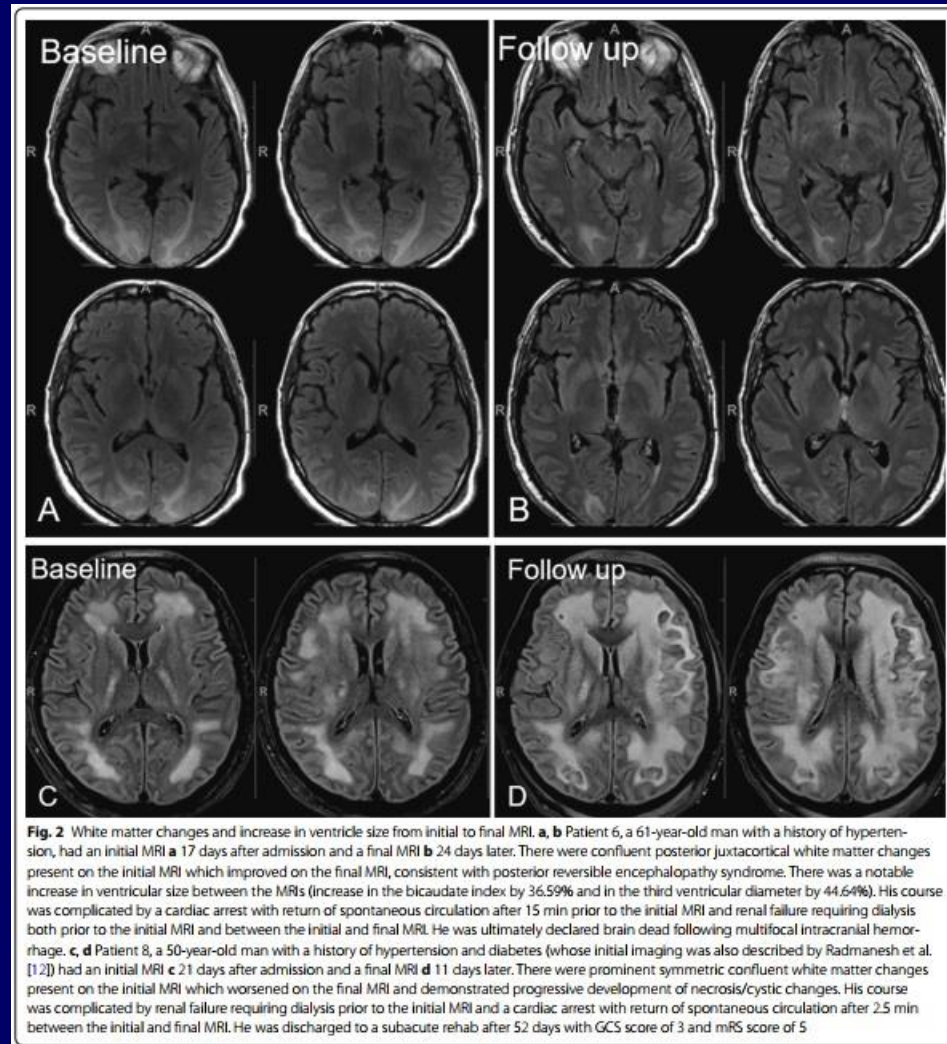 Baseline
Follow up
A
A
A
A
R
R
R
R
A
A
A
R
R
R
R
A
B
Baseline
Follow up
R
R
C
D
Fig. 2 White matter changes and increase in ventricle size from initial to final MRI. a, b Patient 6, a 61-year-old man with a history of hyperten-
sion, had an initial MRI a 17 days after admission and a final MRI b 24 days later. There were confluent posterior juxtacortical white matter changes
present on the initial MRI which improved on the final MRI, consistent with posterior reversible encephalopathy syndrome. There was a notable
increase in ventricular size between the MRIs (increase in the bicaudate index by 36.59% and in the third ventricular diameter by 44.64%). His course
was complicated by a cardiac arrest with return of spontaneous circulation after 15 min prior to the initial MRI and renal failure requiring dialysis
both prior to the initial MRI and between the initial and final MRI. He was ultimately declared brain dead following multifocal intracranial hemor-
rhage. c, d Patient 8, a 50-year-old man with a history of hypertension and diabetes (whose initial imaging was also described by Radmanesh et al.
[12]) had an initial MRI c 21 days after admission and a final MRI d 11 days later. There were prominent symmetric confluent white matter changes
present on the initial MRI which worsened on the final MRI and demonstrated progressive development of necrosis/cystic changes. His course
was complicated by renal failure requiring dialysis prior to the initial MRI and a cardiac arrest with return of spontaneous circulation after 2.5 min
between the initial and final MRI. He was discharged to a subacute rehab after 52 days with GCS score of 3 and mRS score of 5